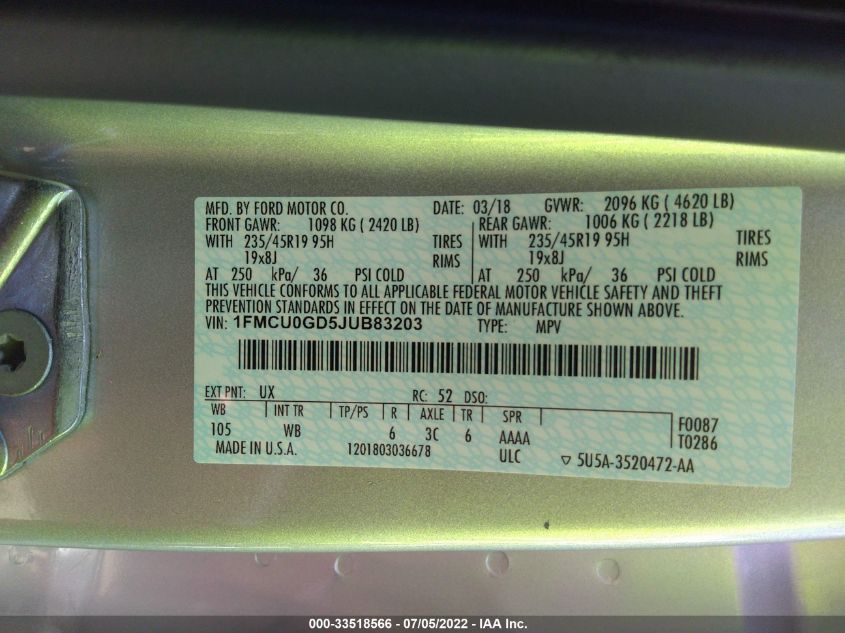 MFD. BY FORD MOTOR CO. DATE: 03/18 GVWR: 2096 KG ( 4620 LB)
FRONT GAWR: 1098 KG ( 2420 LB) REAR GAWR: 1006 KG ( 2218 LB)
WITH 235/45R19 95H TIRES WITH 235/45R19 95H TIRES
19x8J RIMS 19x8J RIMS
AT 250 kPa/ 36 PSI COLD AT 250 kPa/ 36 PSI COLD
THIS VEHICLE CONFORMS TO ALL APPLICABLE FEDERAL MOTOR VEHICLE SAFETY AND THEFT
PREVENTION STANDARDS IN EFFECT ON THE DATE OF MANUFACTURE SHOWN ABOVE.
VIN: 1FMCU0GD5JUB83203 TYPE: MPV
EXT PNT: UX RC: 52 DSO:
WB INT TR TP/PS R AXLE TR SPR F0087
105 WB 6 3C 6 AAAA T0286
MADE IN U.S.A. 1201803036678 ULC ▽ 5U5A-3520472-AA
000-33518566 - 07/05/2022 - IAA Inc.